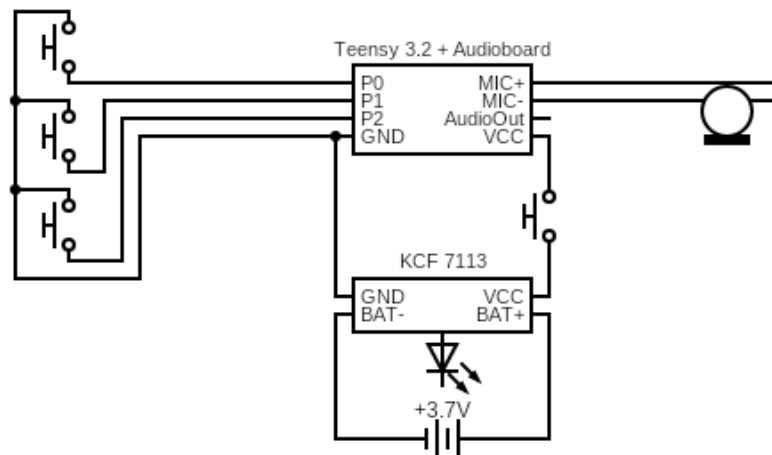 Teensy 3.2 + Audioboard
P0 MIC+
P1 MIC-
P2 AudioOut
GND VCC
KCF 7113
GND VCC
BAT- BAT+
+3.7V